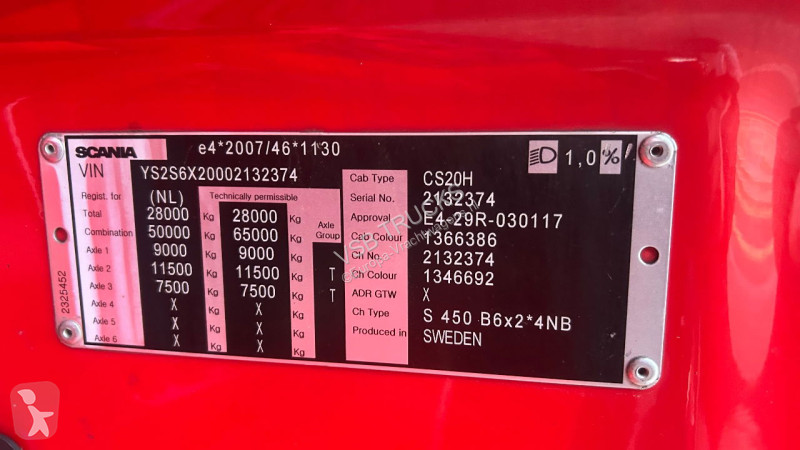 SCANIA e4*2007/46*1130 1,0%
VIN YS2S6X20002132374
Regist. for (NL) Technically permissible
Total 28000 Kg 28000 Kg Axle Group
Combination 50000 Kg 65000 Kg
Axle 1 9000 Kg 9000 Kg
Axle 2 11500 Kg 11500 Kg T
Axle 3 7500 Kg 7500 Kg T
Axle 4 X Kg X Kg
Axle 5 X Kg X Kg
Axle 6 X Kg X Kg
Cab Type CS20H
Serial No. 2132374
Approval E4-29R-030117
Cab Colour 1366386
Ch No. 2132374
Ch Colour 1346692
ADR GTW X
Ch Type S 450 B6x2*4NB
Produced in SWEDEN
2325452
VSB TRUCKS